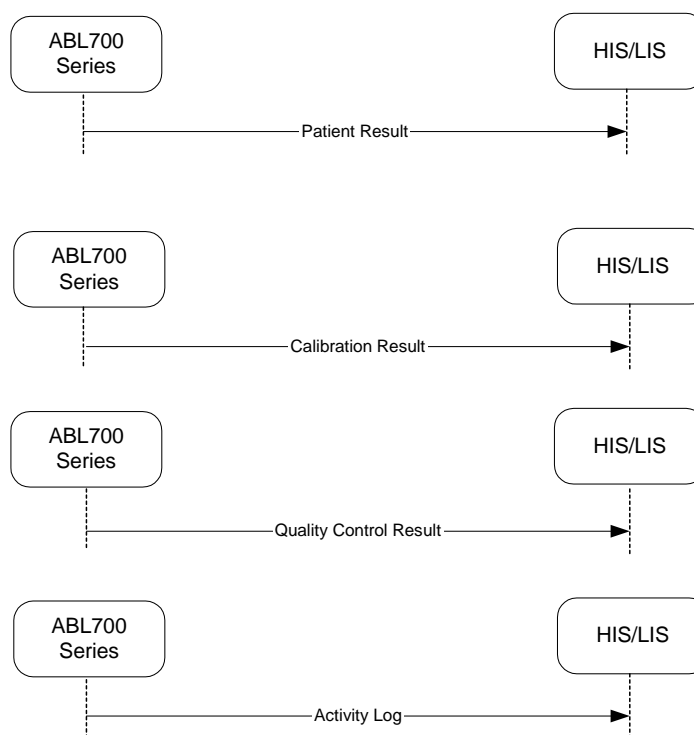 ABL700
Series
HIS/LIS
Patient Result
ABL700
Series
HIS/LIS
Calibration Result
ABL700
Series
HIS/LIS
Quality Control Result
ABL700
Series
HIS/LIS
Activity Log